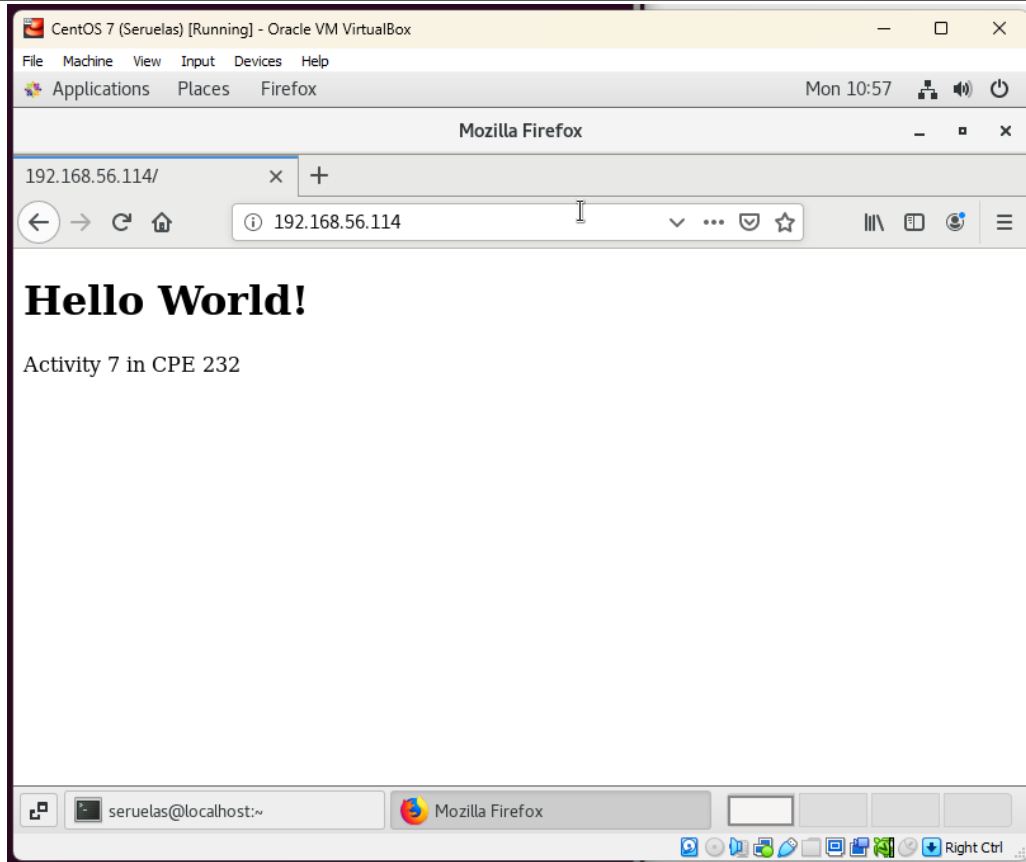 CentOS 7 (Seruelas) [Running] - Oracle VM VirtualBox
File Machine View Input Devices Help
Applications Places Firefox Mon 10:57
Mozilla Firefox
192.168.56.114/
192.168.56.114
Hello World!
Activity 7 in CPE 232
seruelas@localhost:~ Mozilla Firefox
Right Ctrl